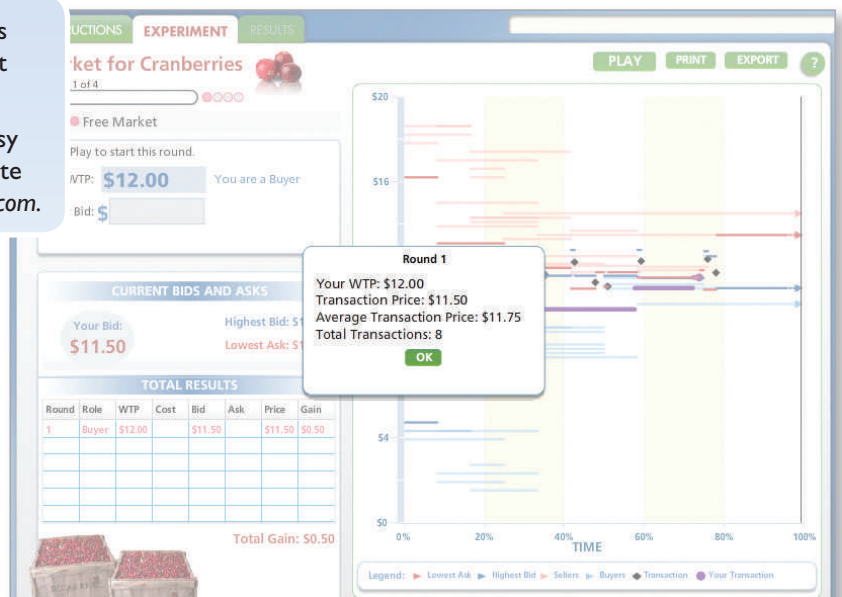 s
t
sy
te
com.
UCTIONS
EXPERIMENT
RESULTS
ket for Cranberries
1 of 4
Free Market
Play to start this round.
WTP: $12.00
You are a Buyer
Bid: $
PLAY
PRINT
EXPORT
?
CURRENT BIDS AND ASKS
Your Bid:
$11.50
Highest Bid: $1
Lowest Ask: $1
TOTAL RESULTS
Round Role WTP Cost Bid Ask Price Gain
1 Buyer $12.00 $11.50 $11.50 $0.50
Total Gain: $0.50
Round 1
Your WTP: $12.00
Transaction Price: $11.50
Average Transaction Price: $11.75
Total Transactions: 8
OK
$20
$16
$4
$0
0% 20% 40% 60% 80% 100%
TIME
Legend: Lowest Ask Highest Bid Sellers Buyers Transaction Your Transaction